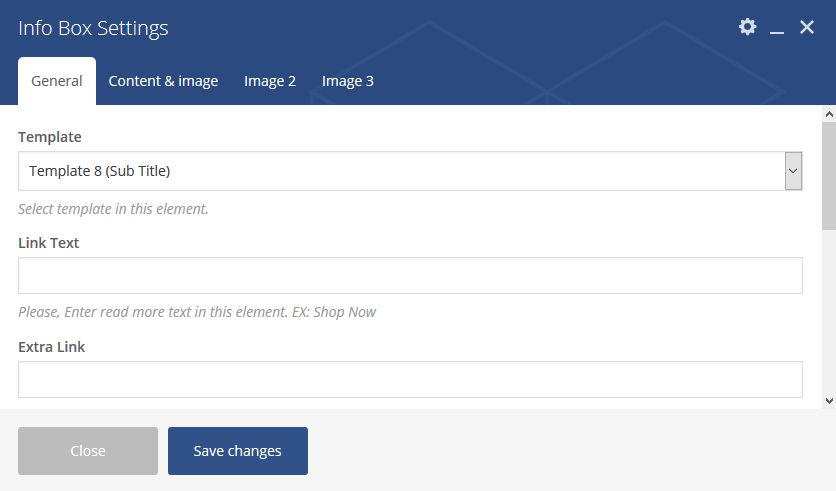 Info Box Settings
General Content & image Image 2 Image 3
Template
Template 8 (Sub Title)
Select template in this element.
Link Text
Please, Enter read more text in this element. EX: Shop Now
Extra Link
Close Save changes